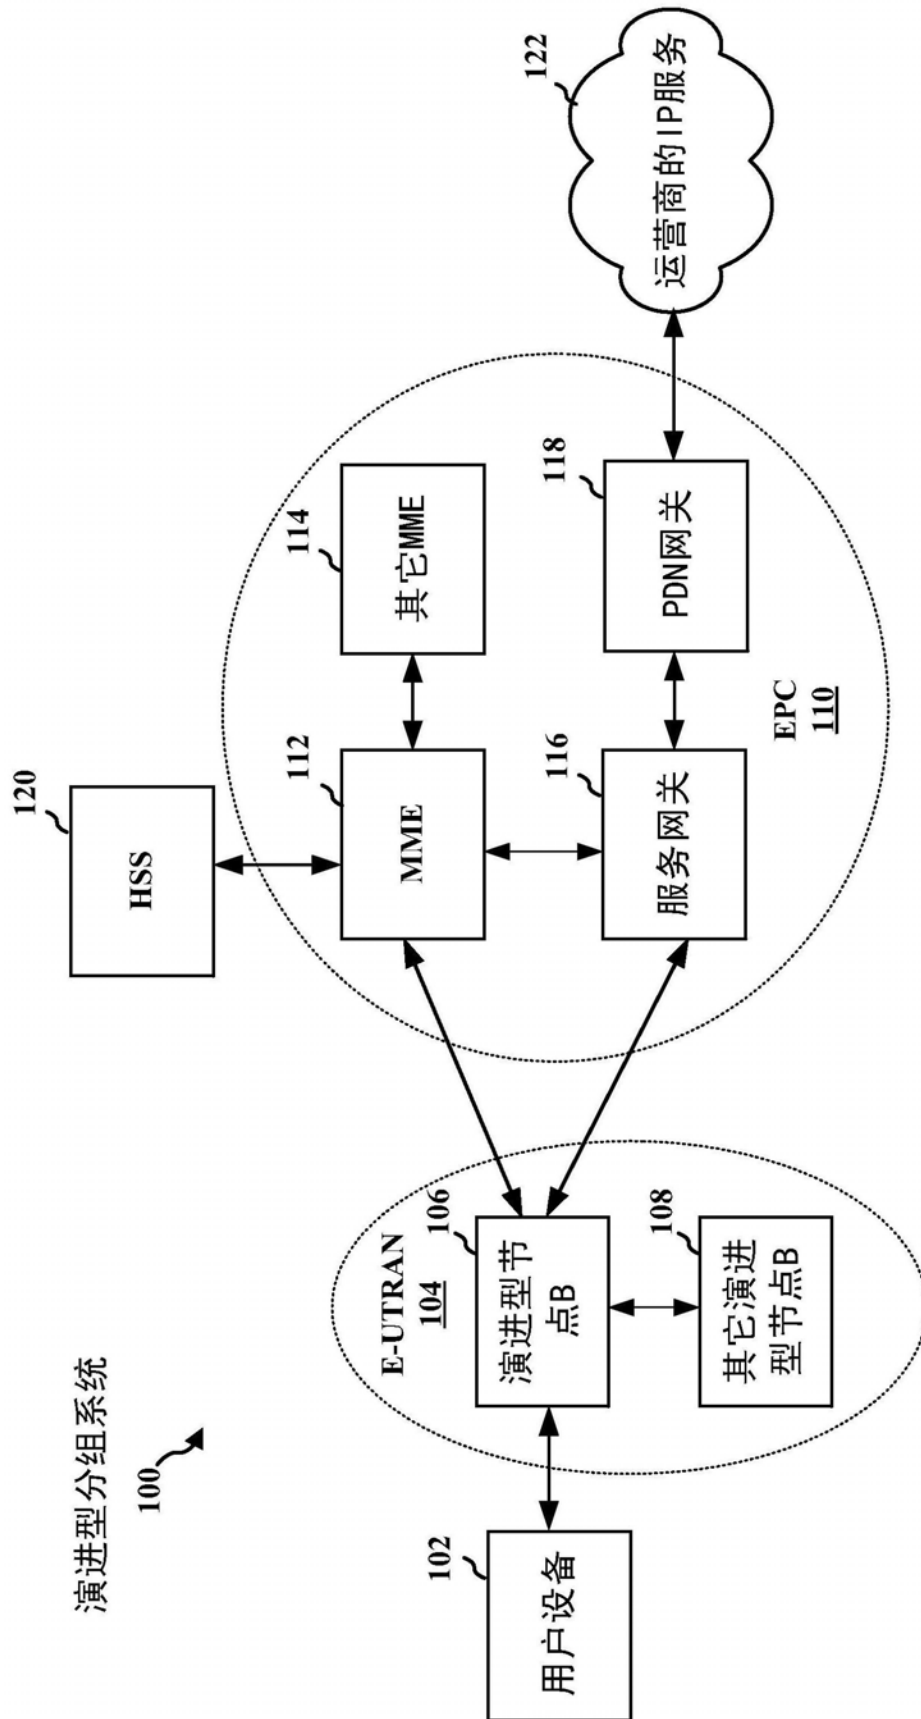 演进型分组系统
100
用户设备
102
E-UTRAN
104
演进型节
点B
106
其它演进
型节点B
108
HSS
120
MME
112
其它MME
114
服务网关
116
PDN网关
118
EPC
110
运营商的IP服务
122